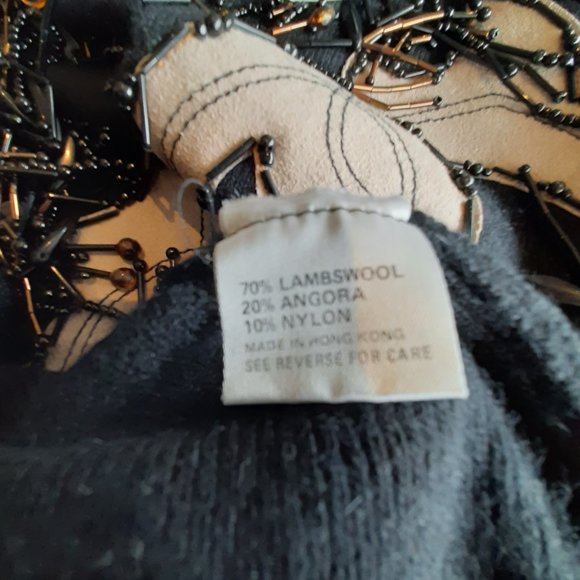 70% LAMBSWOOL
20% ANGORA
10% NYLON
MADE IN HONG KONG
SEE REVERSE FOR CARE